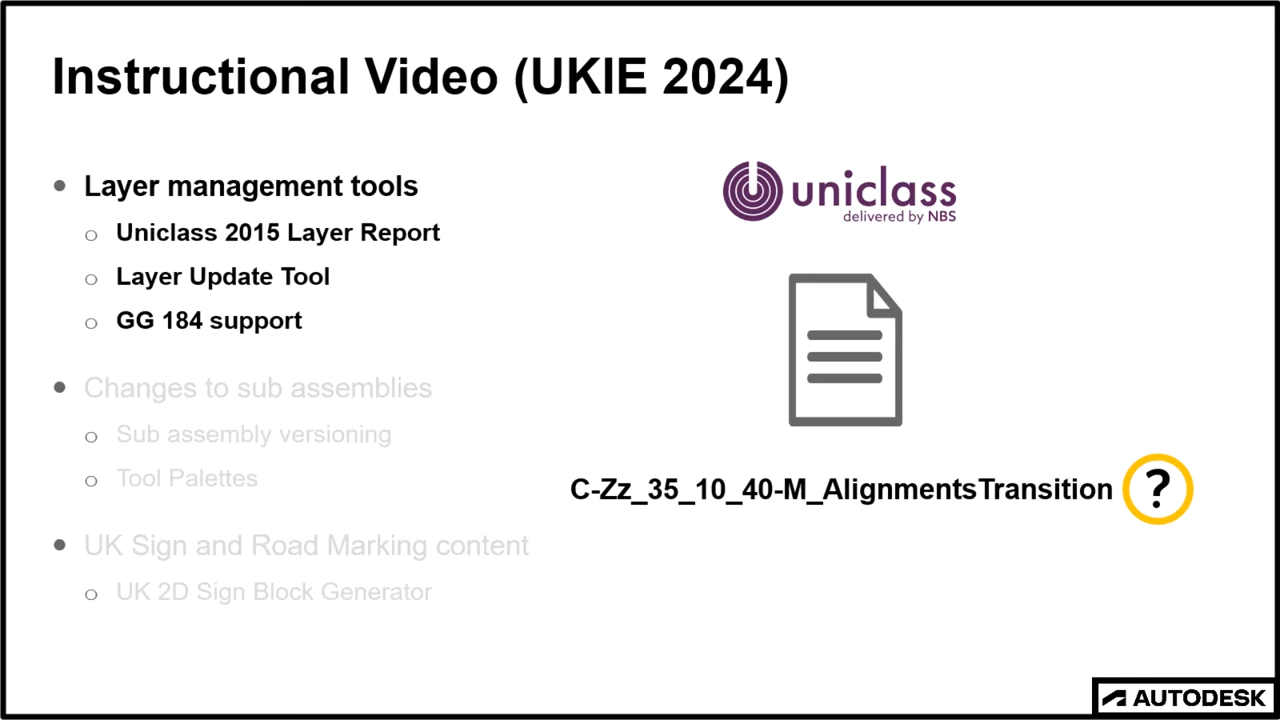 Instructional Video (UKIE 2024)
Layer management tools
Uniclass 2015 Layer Report
Layer Update Tool
GG 184 support
Changes to sub assemblies
Sub assembly versioning
Tool Palettes
UK Sign and Road Marking content
UK 2D Sign Block Generator
uniclass
delivered by NBS
C-Zz_35_10_40-M_AlignmentsTransition
?
AUTODESK